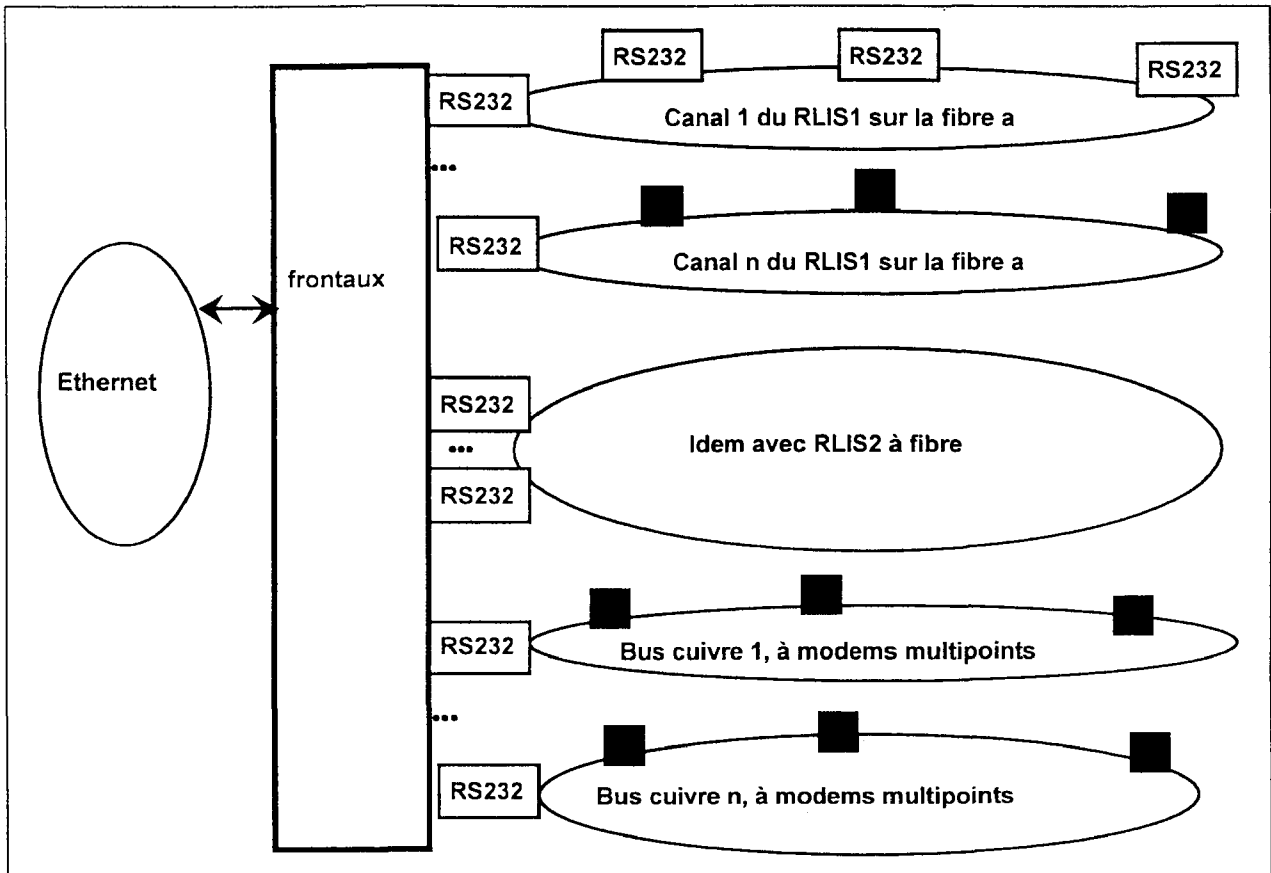 RS232
RS232
RS232
RS232
Canal 1 du RLIS1 sur la fibre a
...
RS232
Canal n du RLIS1 sur la fibre a
frontaux
Ethernet
RS232
Idem avec RLIS2 à fibre
...
RS232
RS232
Bus cuivre 1, à modems multipoints
...
RS232
Bus cuivre n, à modems multipoints